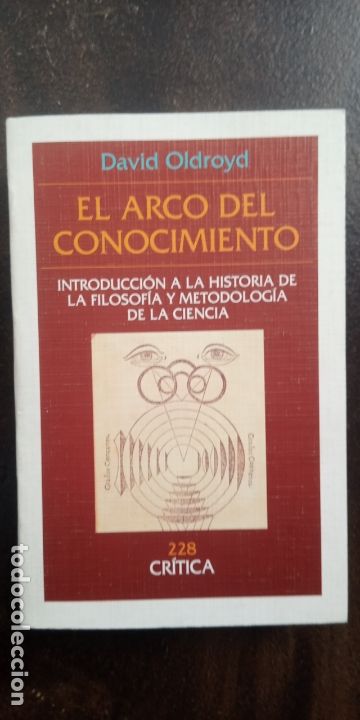 David Oldroyd
EL ARCO DEL
CONOCIMIENTO
INTRODUCCIÓN A LA HISTORIA DE
LA FILOSOFÍA Y METODOLOGÍA
DE LA CIENCIA
228
CRÍTICA
todocoleccion.net